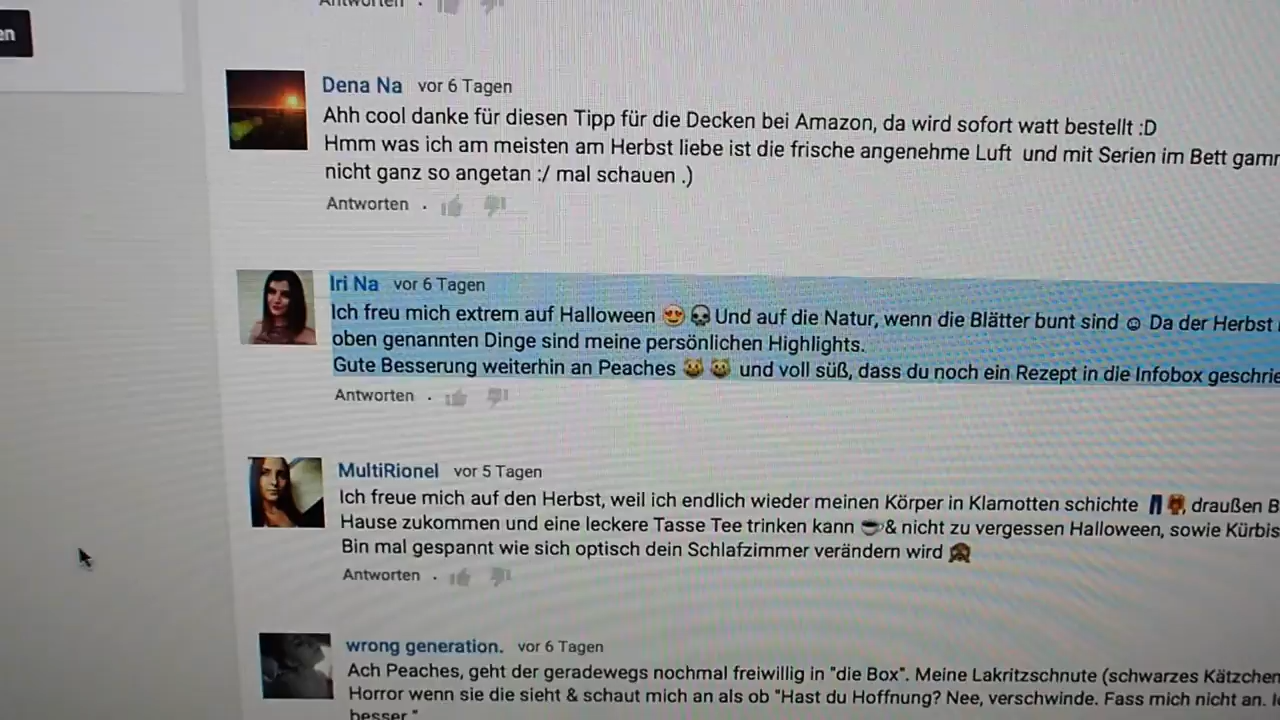 Antworten ·
en
Dena Na vor 6 Tagen
Ahh cool danke für diesen Tipp für die Decken bei Amazon, da wird sofort watt bestellt :D
Hmm was ich am meisten am Herbst liebe ist die frische angenehme Luft und mit Serien im Bett gamm
nicht ganz so angetan :/ mal schauen .)
Antworten ·
Iri Na vor 6 Tagen
Ich freu mich extrem auf Halloween 😍💀Und auf die Natur, wenn die Blätter bunt sind ☺ Da der Herbst
oben genannten Dinge sind meine persönlichen Highlights.
Gute Besserung weiterhin an Peaches 😺 😺 und voll süß, dass du noch ein Rezept in die Infobox geschrie
Antworten ·
MultiRionel vor 5 Tagen
Ich freue mich auf den Herbst, weil ich endlich wieder meinen Körper in Klamotten schichte 👖, draußen B
Hause zukommen und eine leckere Tasse Tee trinken kann ☕& nicht zu vergessen Halloween, sowie Kürbis
Bin mal gespannt wie sich optisch dein Schlafzimmer verändern wird 🙈
Antworten ·
wrong generation. vor 6 Tagen
Ach Peaches, geht der geradewegs nochmal freiwillig in "die Box". Meine Lakritzschnute (schwarzes Kätzchen
Horror wenn sie die sieht & schaut mich an als ob "Hast du Hoffnung? Nee, verschwinde. Fass mich nicht an.
besser."